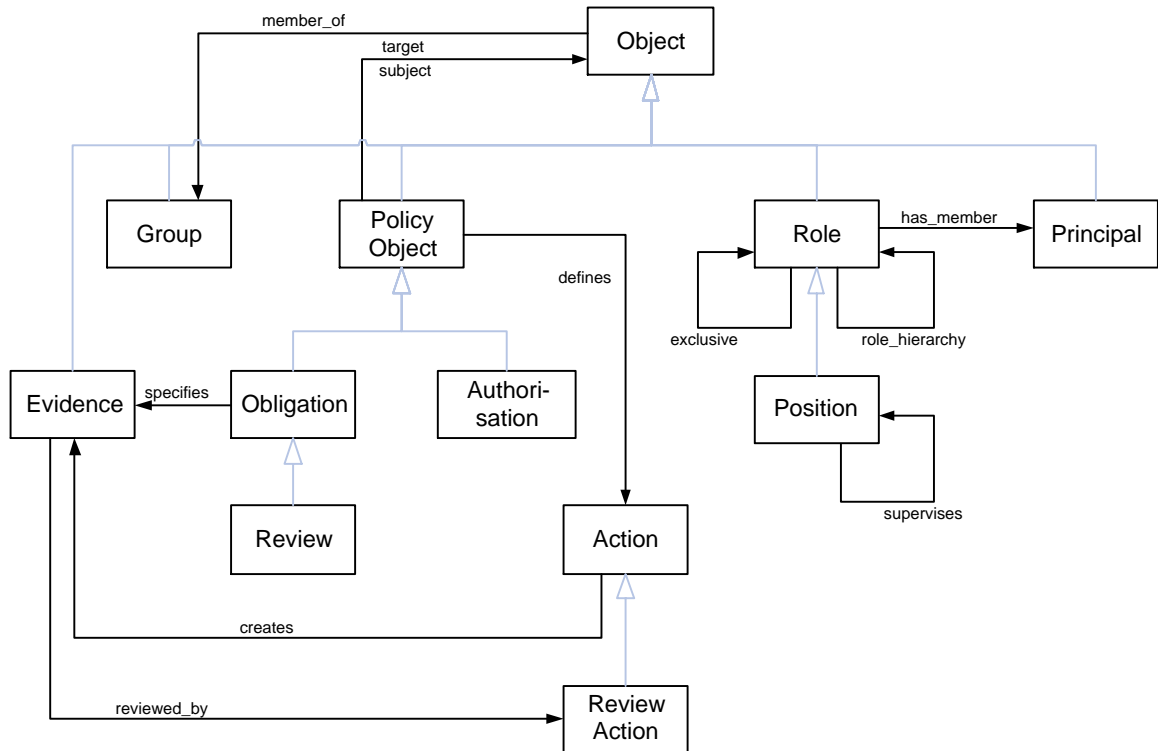 member_of
Object
target
subject
Group
Policy
Object
Role
has_member
Principal
defines
exclusive
role_hierarchy
Evidence
specifies
Obligation
Authori-
sation
Position
supervises
Review
Action
creates
reviewed_by
Review
Action